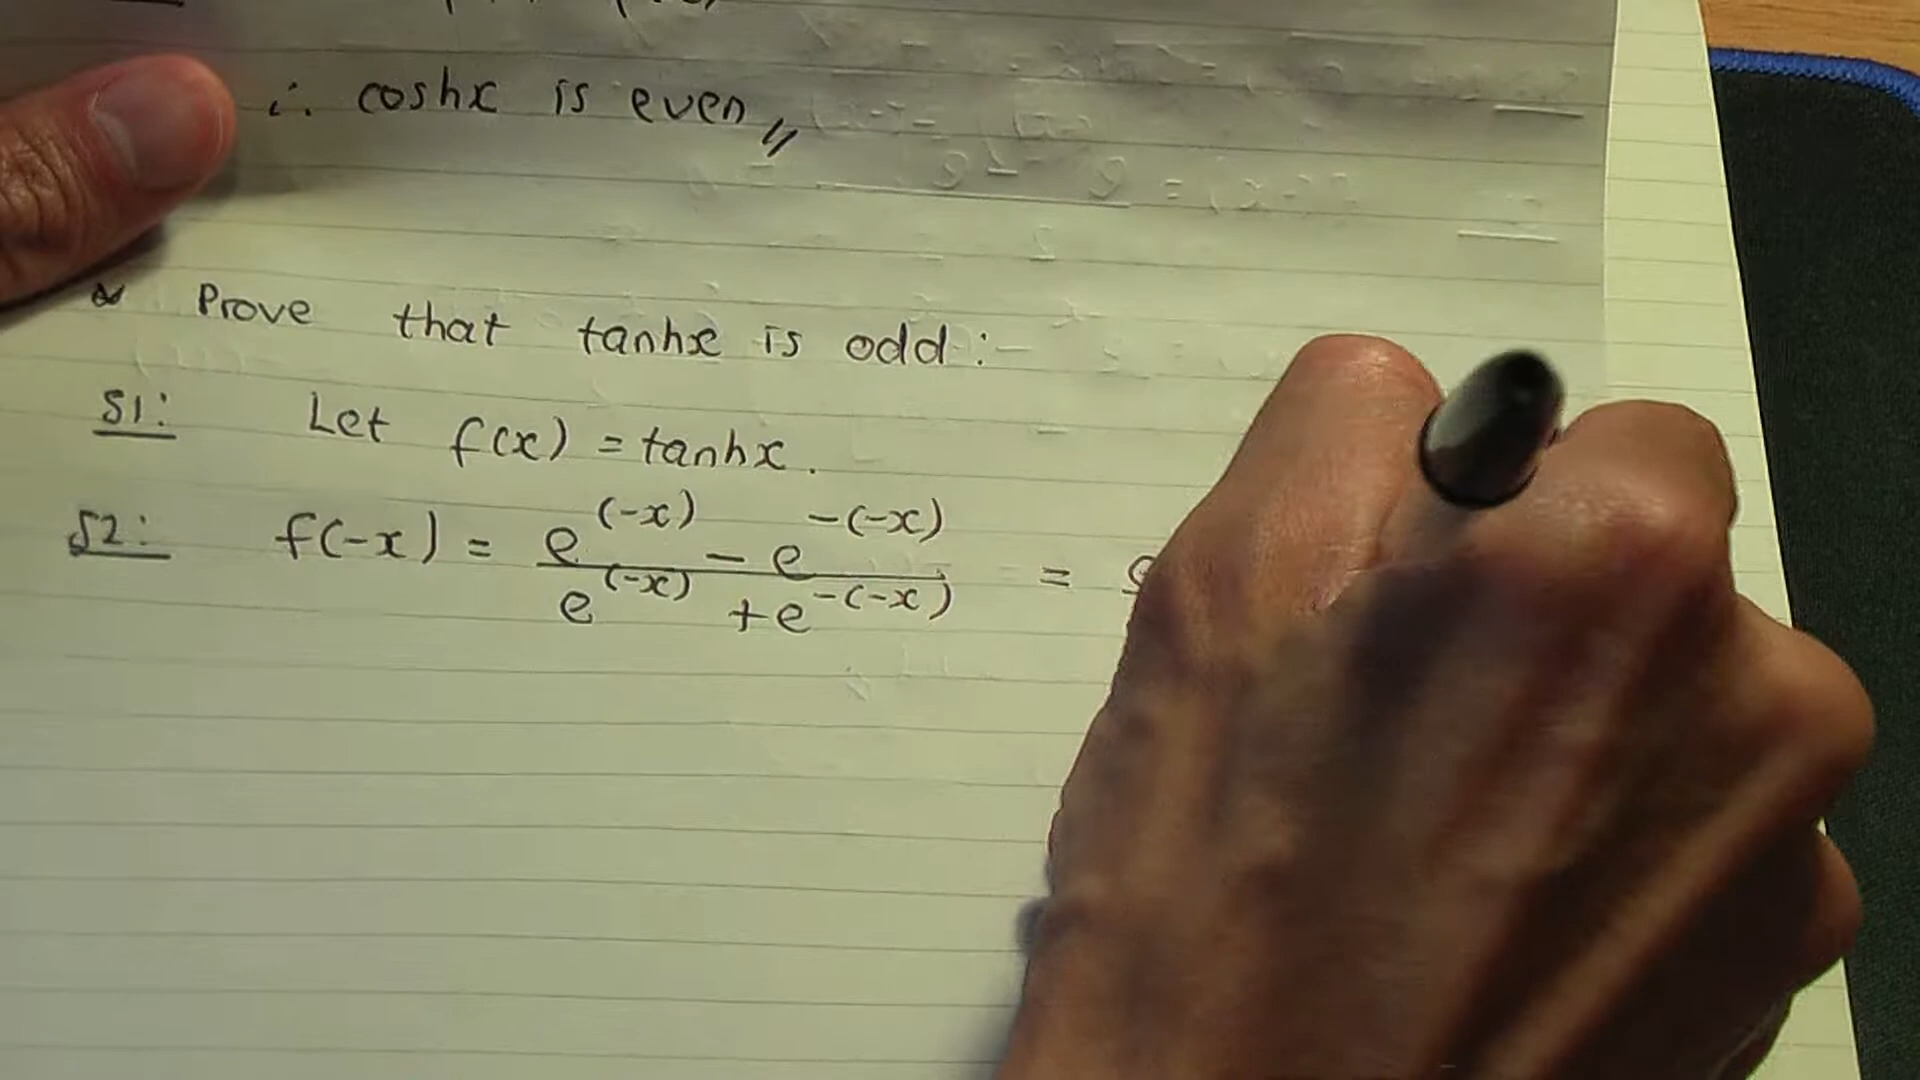 ∴ coshx is even,,
Prove that tanhx is odd :-
S1: Let f(x) = tanhx.
S2: f(-x) = (e^(-x) - e^-(-x)) / (e^(-x) + e^-(-x)) =